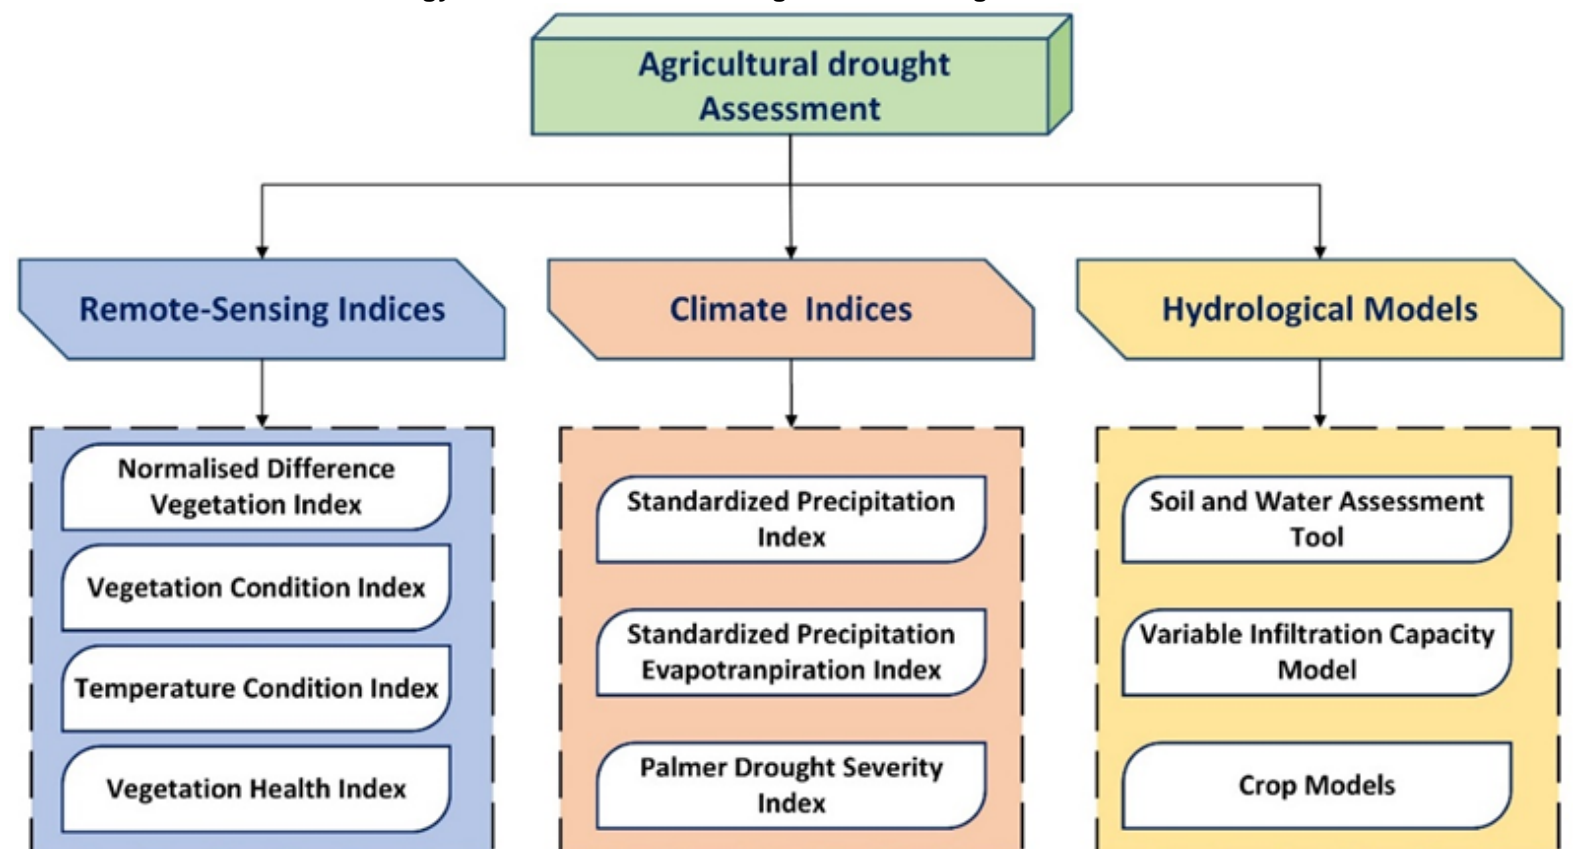 Agricultural drought
Assessment
Remote-Sensing Indices
Climate Indices
Hydrological Models
Normalised Difference
Vegetation Index
Vegetation Condition Index
Temperature Condition Index
Vegetation Health Index
Standardized Precipitation
Index
Standardized Precipitation
Evapotranpiration Index
Palmer Drought Severity
Index
Soil and Water Assessment
Tool
Variable Infiltration Capacity
Model
Crop Models